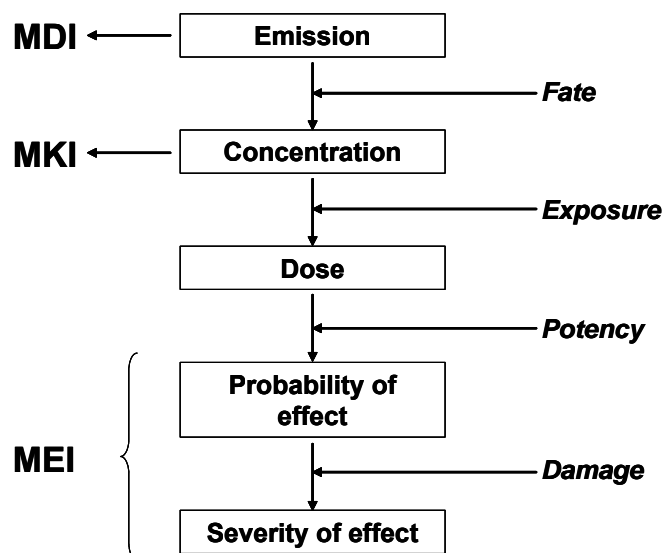 MDI
Emission
Fate
MKI
Concentration
Exposure
Dose
Potency
Probability of
effect
MEI
Damage
Severity of effect